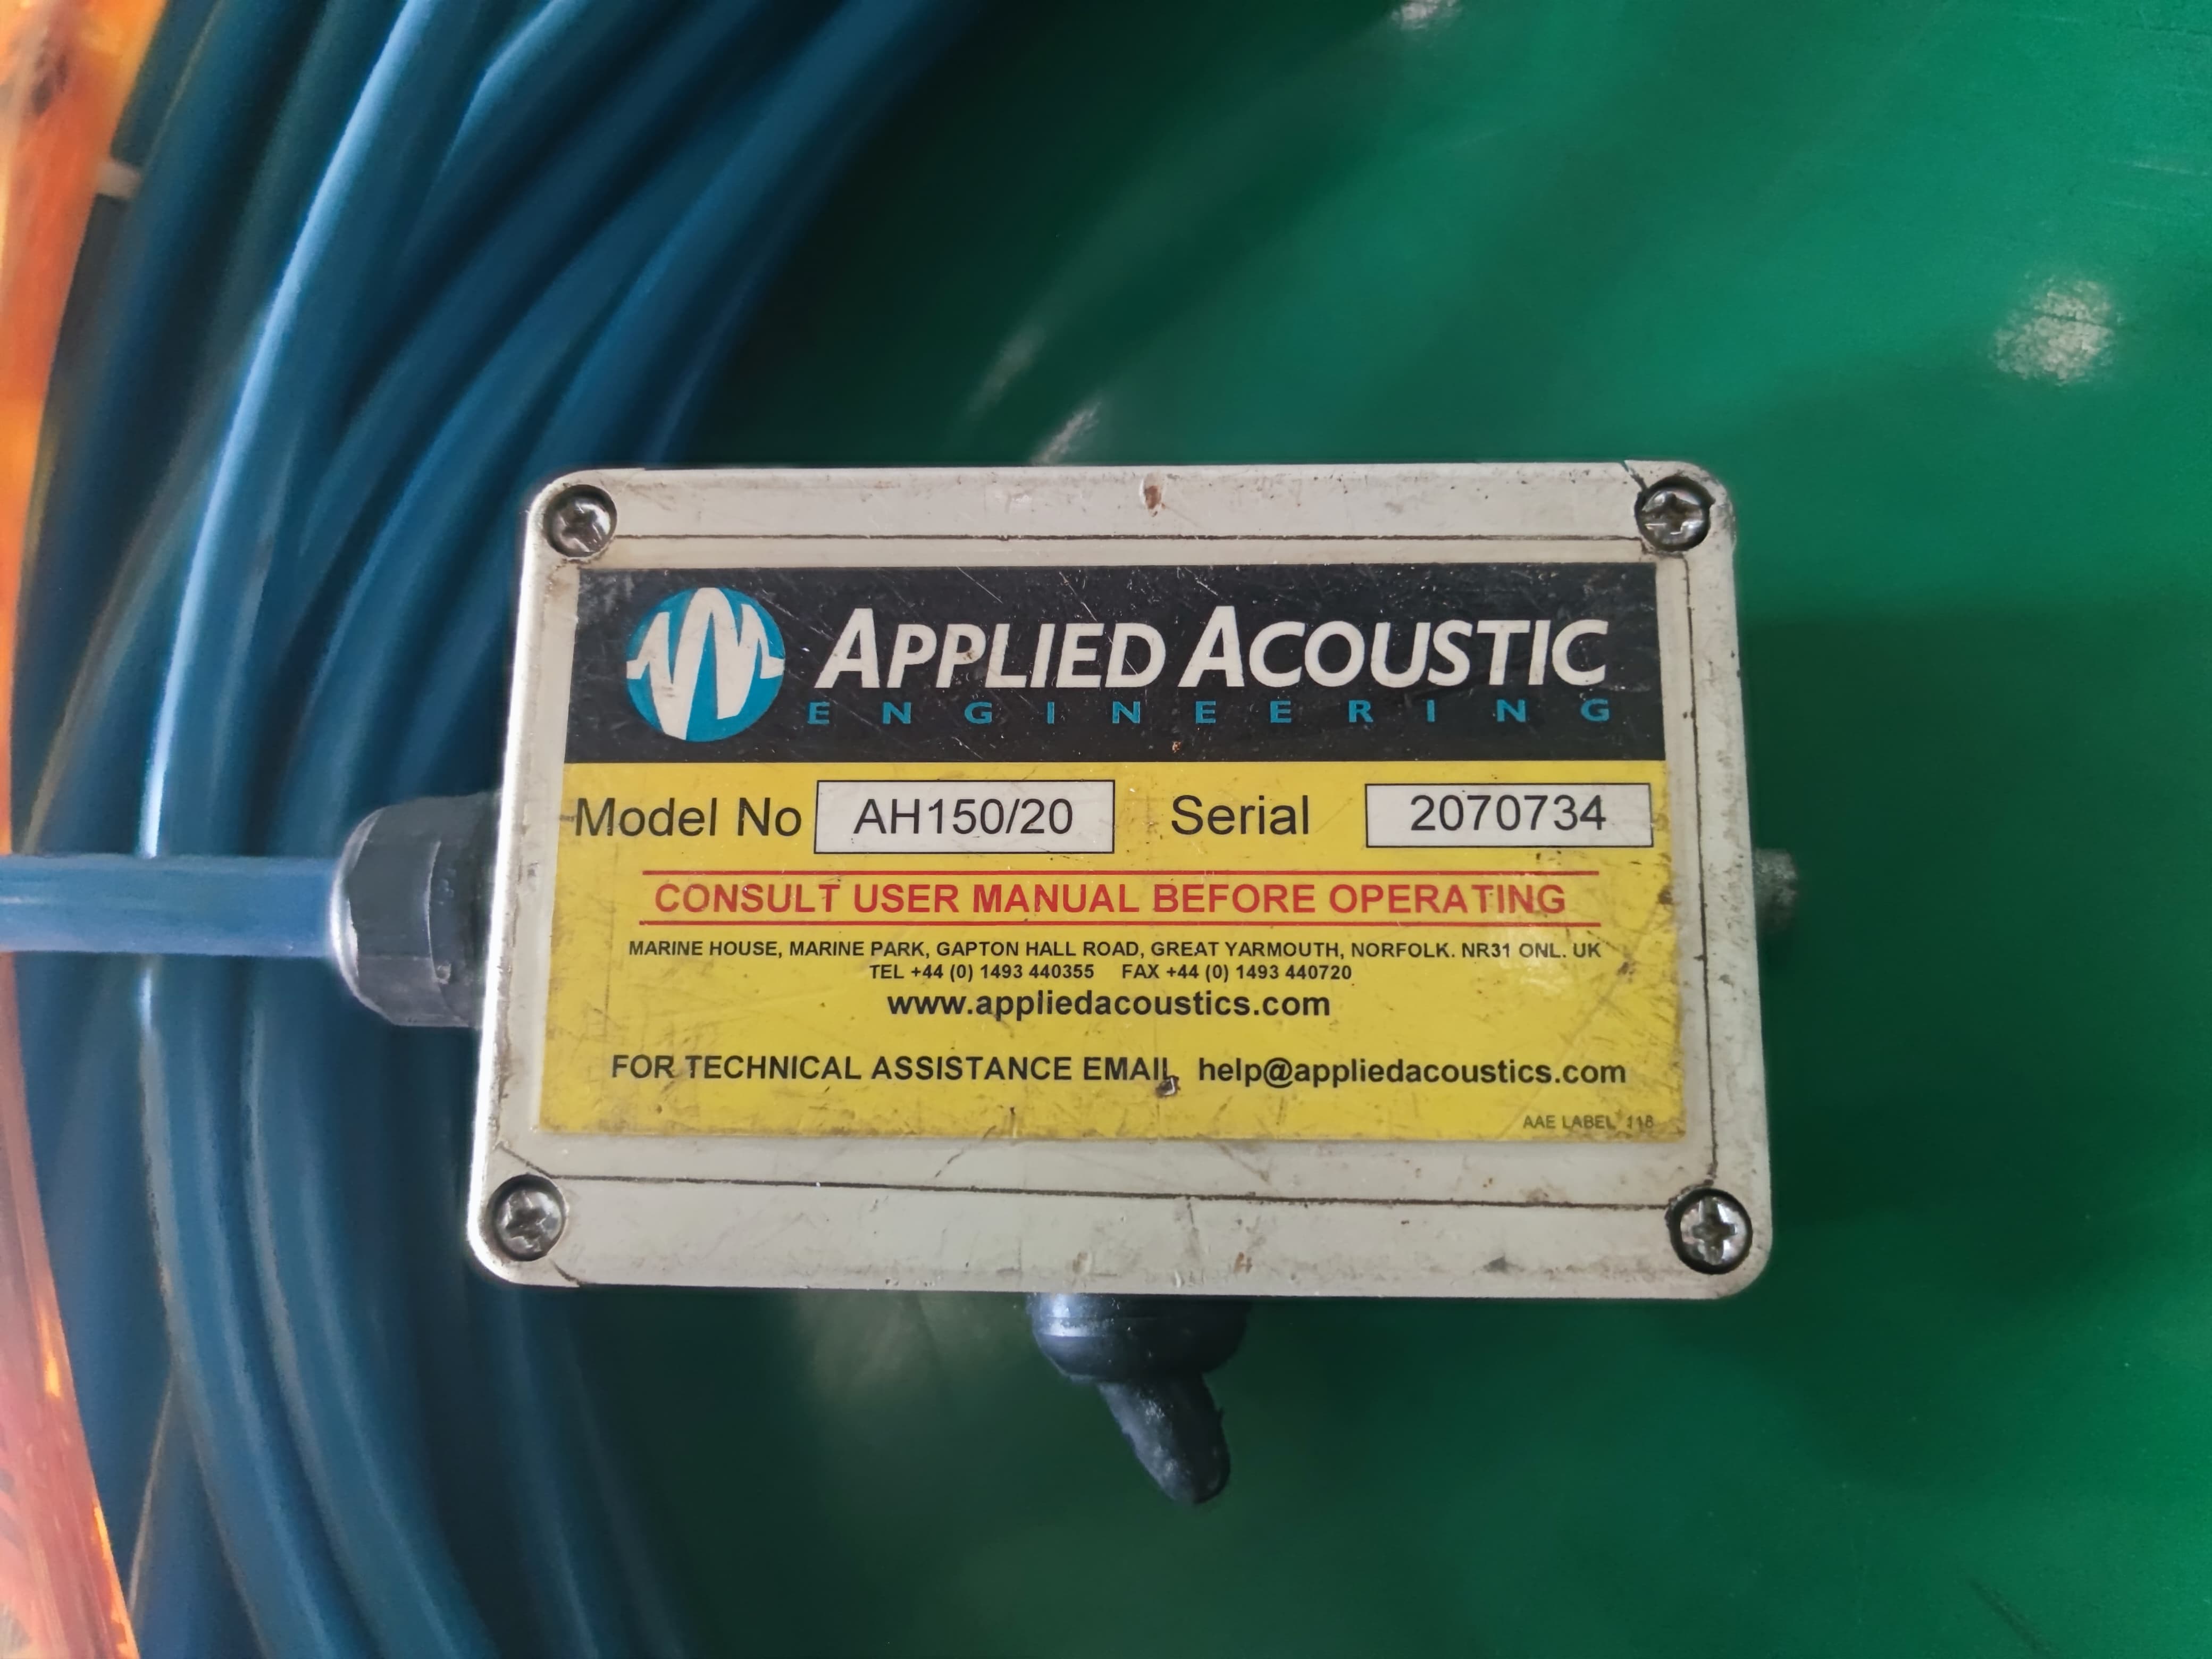 APPLIED ACOUSTIC
ENGINEERING
Model No AH150/20 Serial 2070734
CONSULT USER MANUAL BEFORE OPERATING
MARINE HOUSE, MARINE PARK, GAPTON HALL ROAD, GREAT YARMOUTH, NORFOLK. NR31 ONL. UK
TEL +44 (0) 1493 440355 FAX +44 (0) 1493 440720
www.appliedacoustics.com
FOR TECHNICAL ASSISTANCE EMAIL help@appliedacoustics.com
AAE LABEL 118